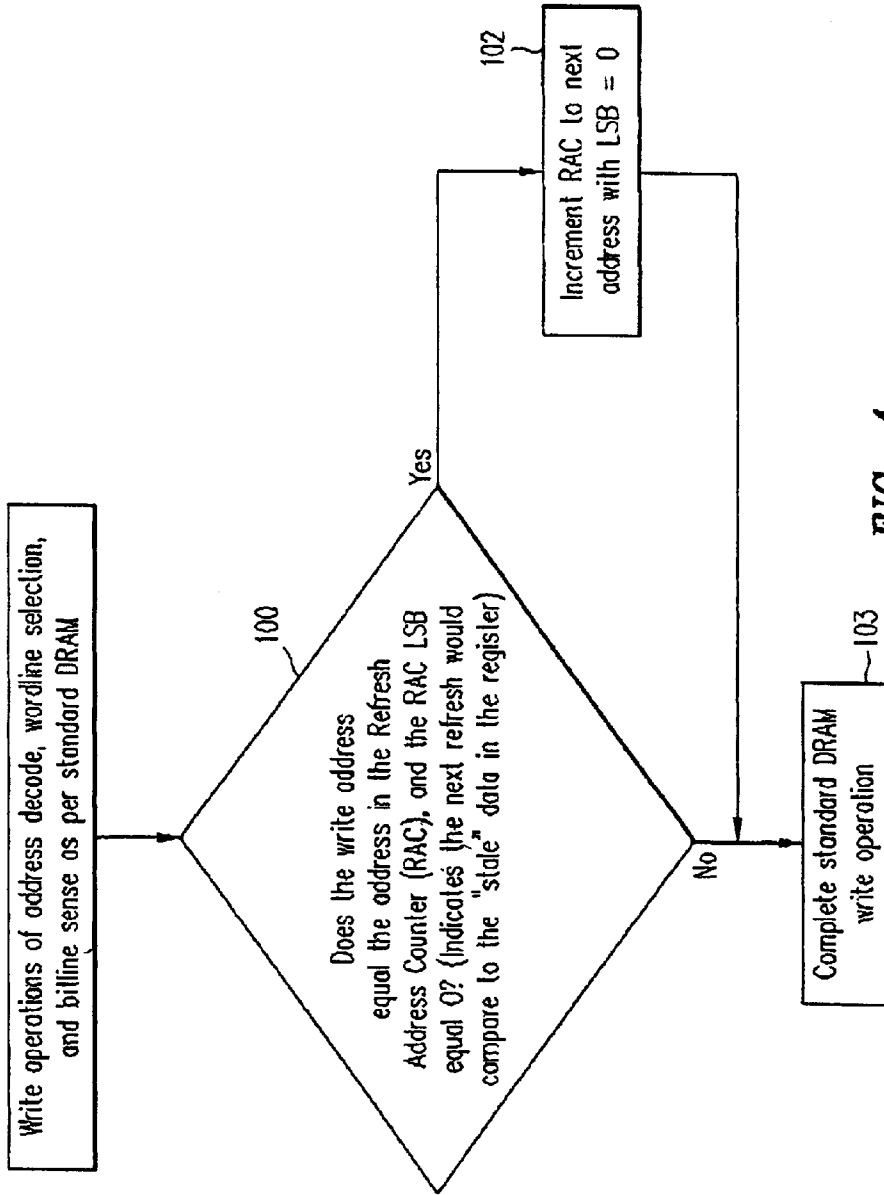 Write operations of address decode, wordline selection,
and bitline sense as per standard DRAM
100
Does the write address
equal the address in the Refresh
Address Counter (RAC), and the RAC LSB
equal 0? (Indicates the next refresh would
compare to the "stale" data in the register)
Yes
102
Increment RAC to next
address with LSB = 0
No
103
Complete standard DRAM
write operation
FIG.